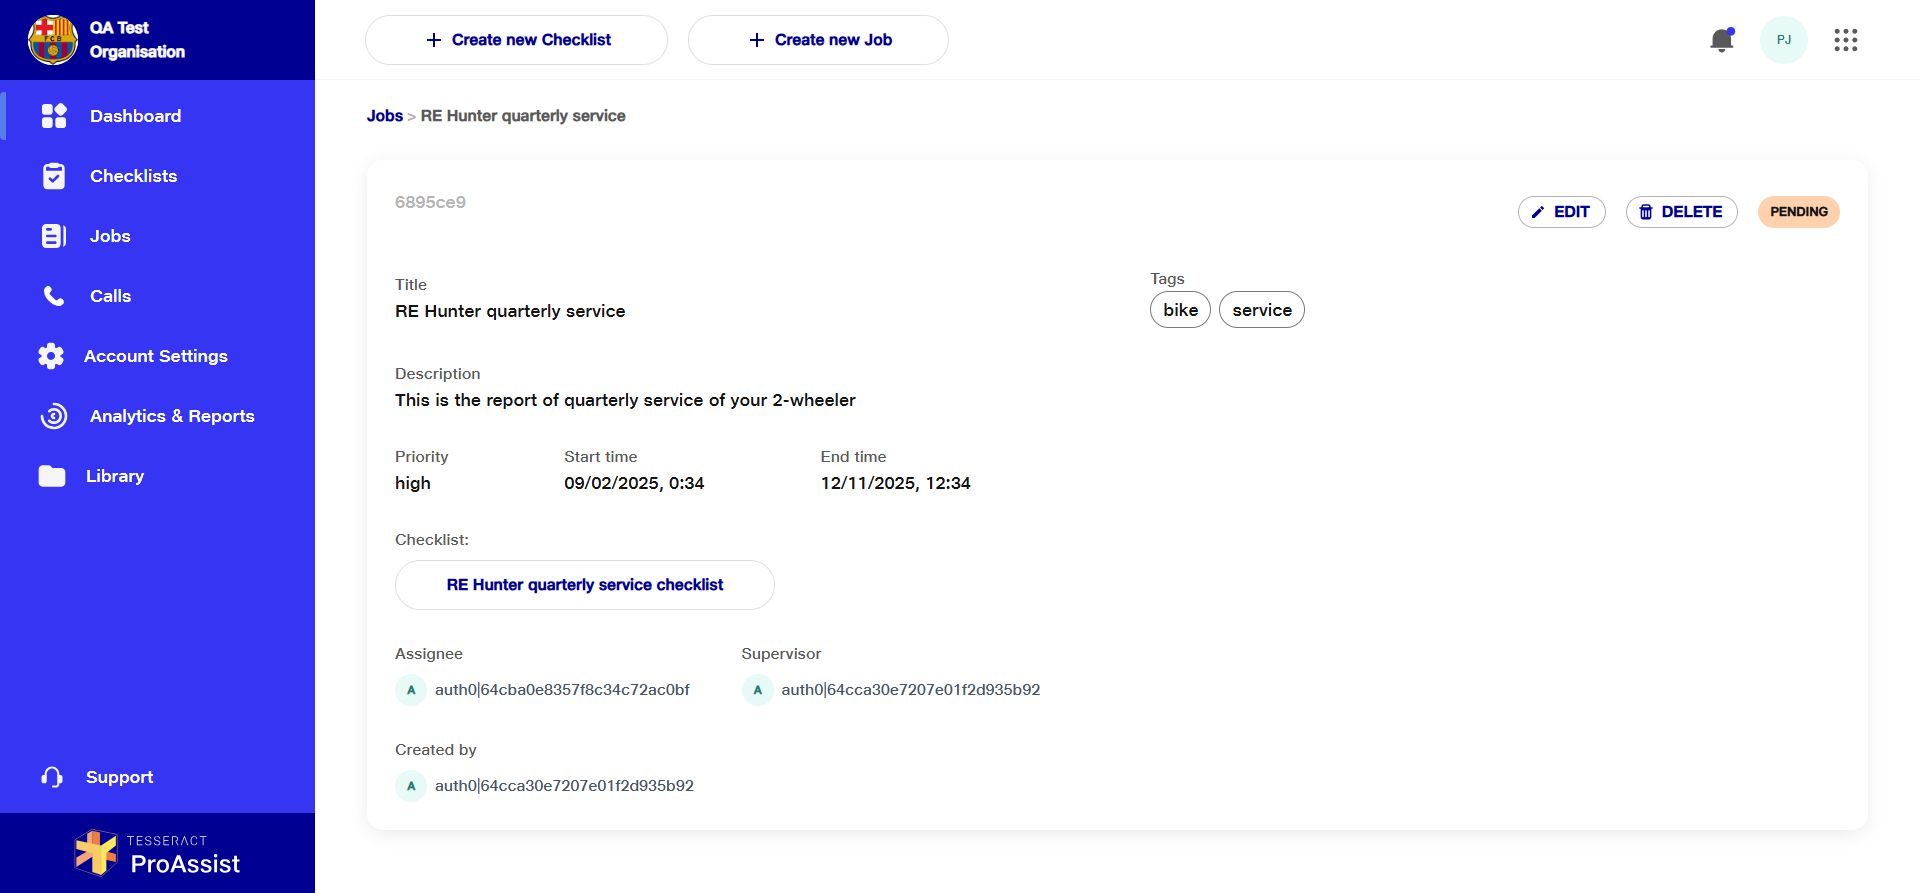 QA Test
Organisation
Create new Checklist
Create new Job
PJ
Dashboard
Checklists
Jobs
Calls
Account Settings
Analytics & Reports
Library
Support
TESSERACT
ProAssist
Jobs > RE Hunter quarterly service
6895ce9
EDIT
DELETE
PENDING
Title
RE Hunter quarterly service
Tags
bike
service
Description
This is the report of quarterly service of your 2-wheeler
Priority
high
Start time
09/02/2025, 0:34
End time
12/11/2025, 12:34
Checklist:
RE Hunter quarterly service checklist
Assignee
A
auth0|64cba0e8357f8c34c72ac0bf
Supervisor
A
auth0|64cca30e7207e01f2d935b92
Created by
A
auth0|64cca30e7207e01f2d935b92
FCB